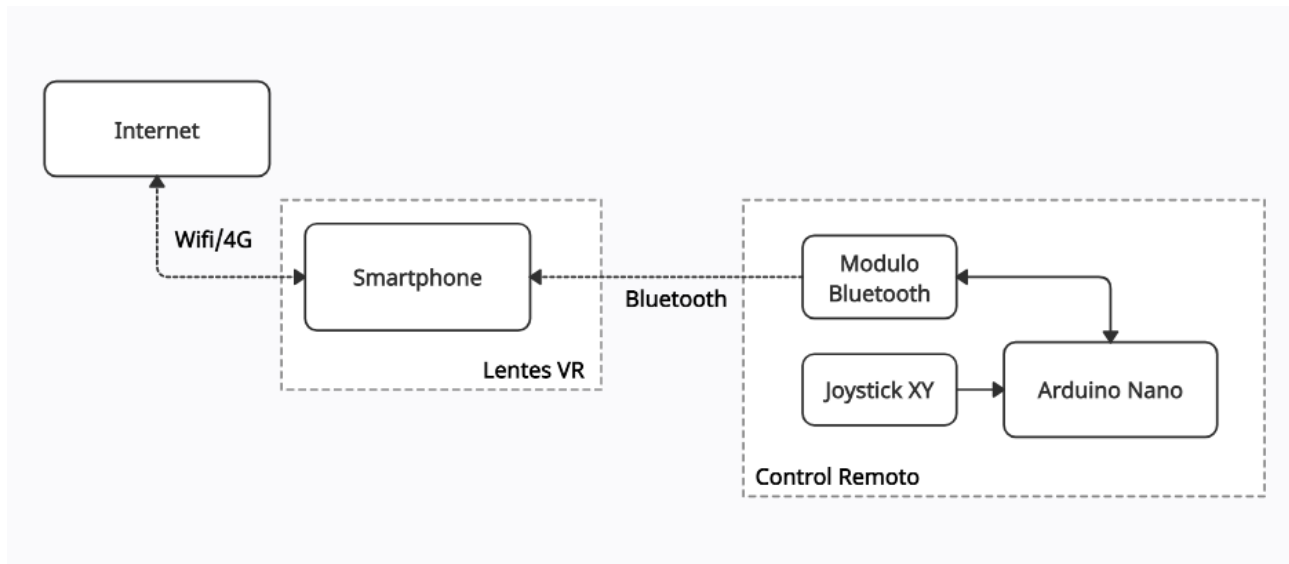 Internet
Wifi/4G
Smartphone
Lentes VR
Bluetooth
Modulo
Bluetooth
Joystick XY
Arduino Nano
Control Remoto